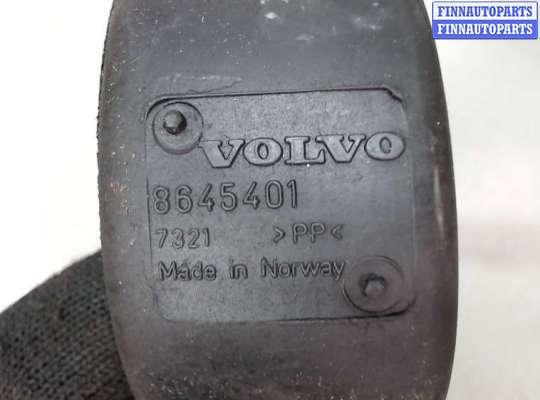 FINNAUTOPARTS
FINNAUTOPARTS
VOLVO
8645401
7321 >PP<
Made in Norway